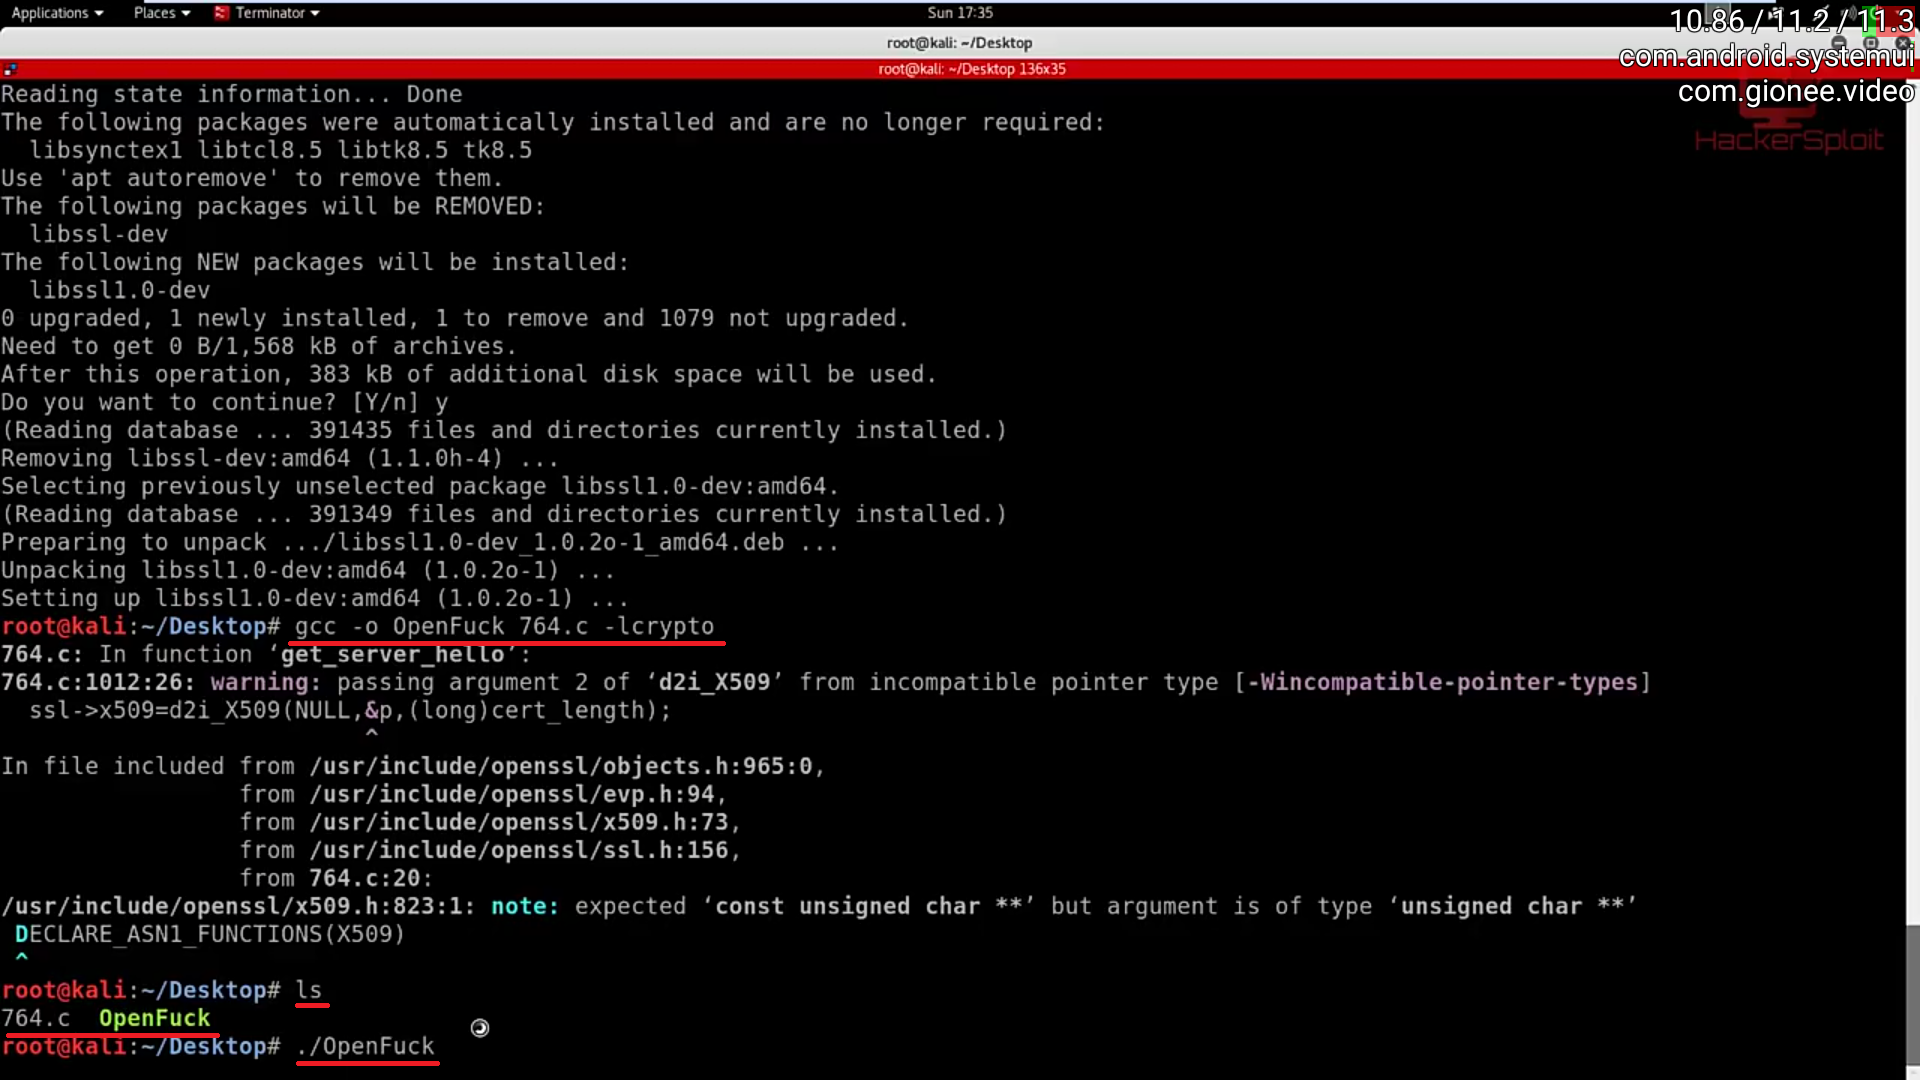 Applications ▾ Places ▾ Terminator ▾ Sun 17:35
10.86 / 11.2 / 11.3
root@kali: ~/Desktop
com.android.systemui
root@kali: ~/Desktop 136x35
com.gionee.video
HackerSploit
Reading state information... Done
The following packages were automatically installed and are no longer required:
  libsynctex1 libtcl8.5 libtk8.5 tk8.5
Use 'apt autoremove' to remove them.
The following packages will be REMOVED:
  libssl-dev
The following NEW packages will be installed:
  libssl1.0-dev
0 upgraded, 1 newly installed, 1 to remove and 1079 not upgraded.
Need to get 0 B/1,568 kB of archives.
After this operation, 383 kB of additional disk space will be used.
Do you want to continue? [Y/n] y
(Reading database ... 391435 files and directories currently installed.)
Removing libssl-dev:amd64 (1.1.0h-4) ...
Selecting previously unselected package libssl1.0-dev:amd64.
(Reading database ... 391349 files and directories currently installed.)
Preparing to unpack .../libssl1.0-dev_1.0.2o-1_amd64.deb ...
Unpacking libssl1.0-dev:amd64 (1.0.2o-1) ...
Setting up libssl1.0-dev:amd64 (1.0.2o-1) ...
root@kali:~/Desktop# gcc -o OpenFuck 764.c -lcrypto
764.c: In function ‘get_server_hello’:
764.c:1012:26: warning: passing argument 2 of ‘d2i_X509’ from incompatible pointer type [-Wincompatible-pointer-types]
  ssl->x509=d2i_X509(NULL,&p,(long)cert_length);
                          ^
In file included from /usr/include/openssl/objects.h:965:0,
                 from /usr/include/openssl/evp.h:94,
                 from /usr/include/openssl/x509.h:73,
                 from /usr/include/openssl/ssl.h:156,
                 from 764.c:20:
/usr/include/openssl/x509.h:823:1: note: expected ‘const unsigned char **’ but argument is of type ‘unsigned char **’
 DECLARE_ASN1_FUNCTIONS(X509)
 ^
root@kali:~/Desktop# ls
764.c  OpenFuck
root@kali:~/Desktop# ./OpenFuck